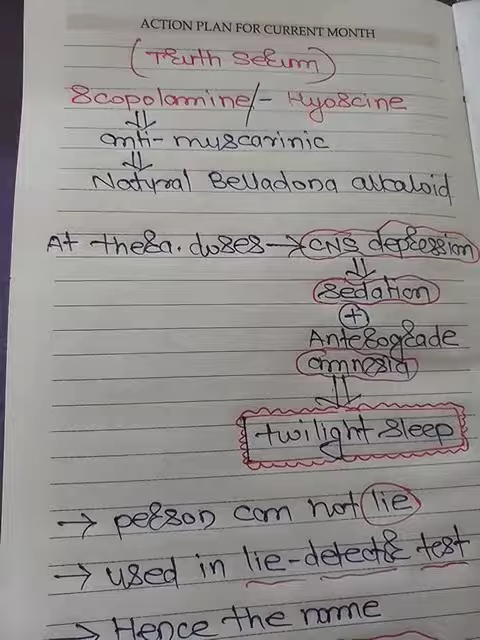 ACTION PLAN FOR CURRENT MONTH
(Truth Serum)
Scopolamine/- Hyoscine
⇓
anti-muscarinic
⇓
Natural Belladona alkaloid
At thera. doses → CNS depression
⇓
Sedation
+
Anterograde
amnesia
⇓
twilight sleep
→ person can not lie
→ used in lie-detectr test
→ Hence the name